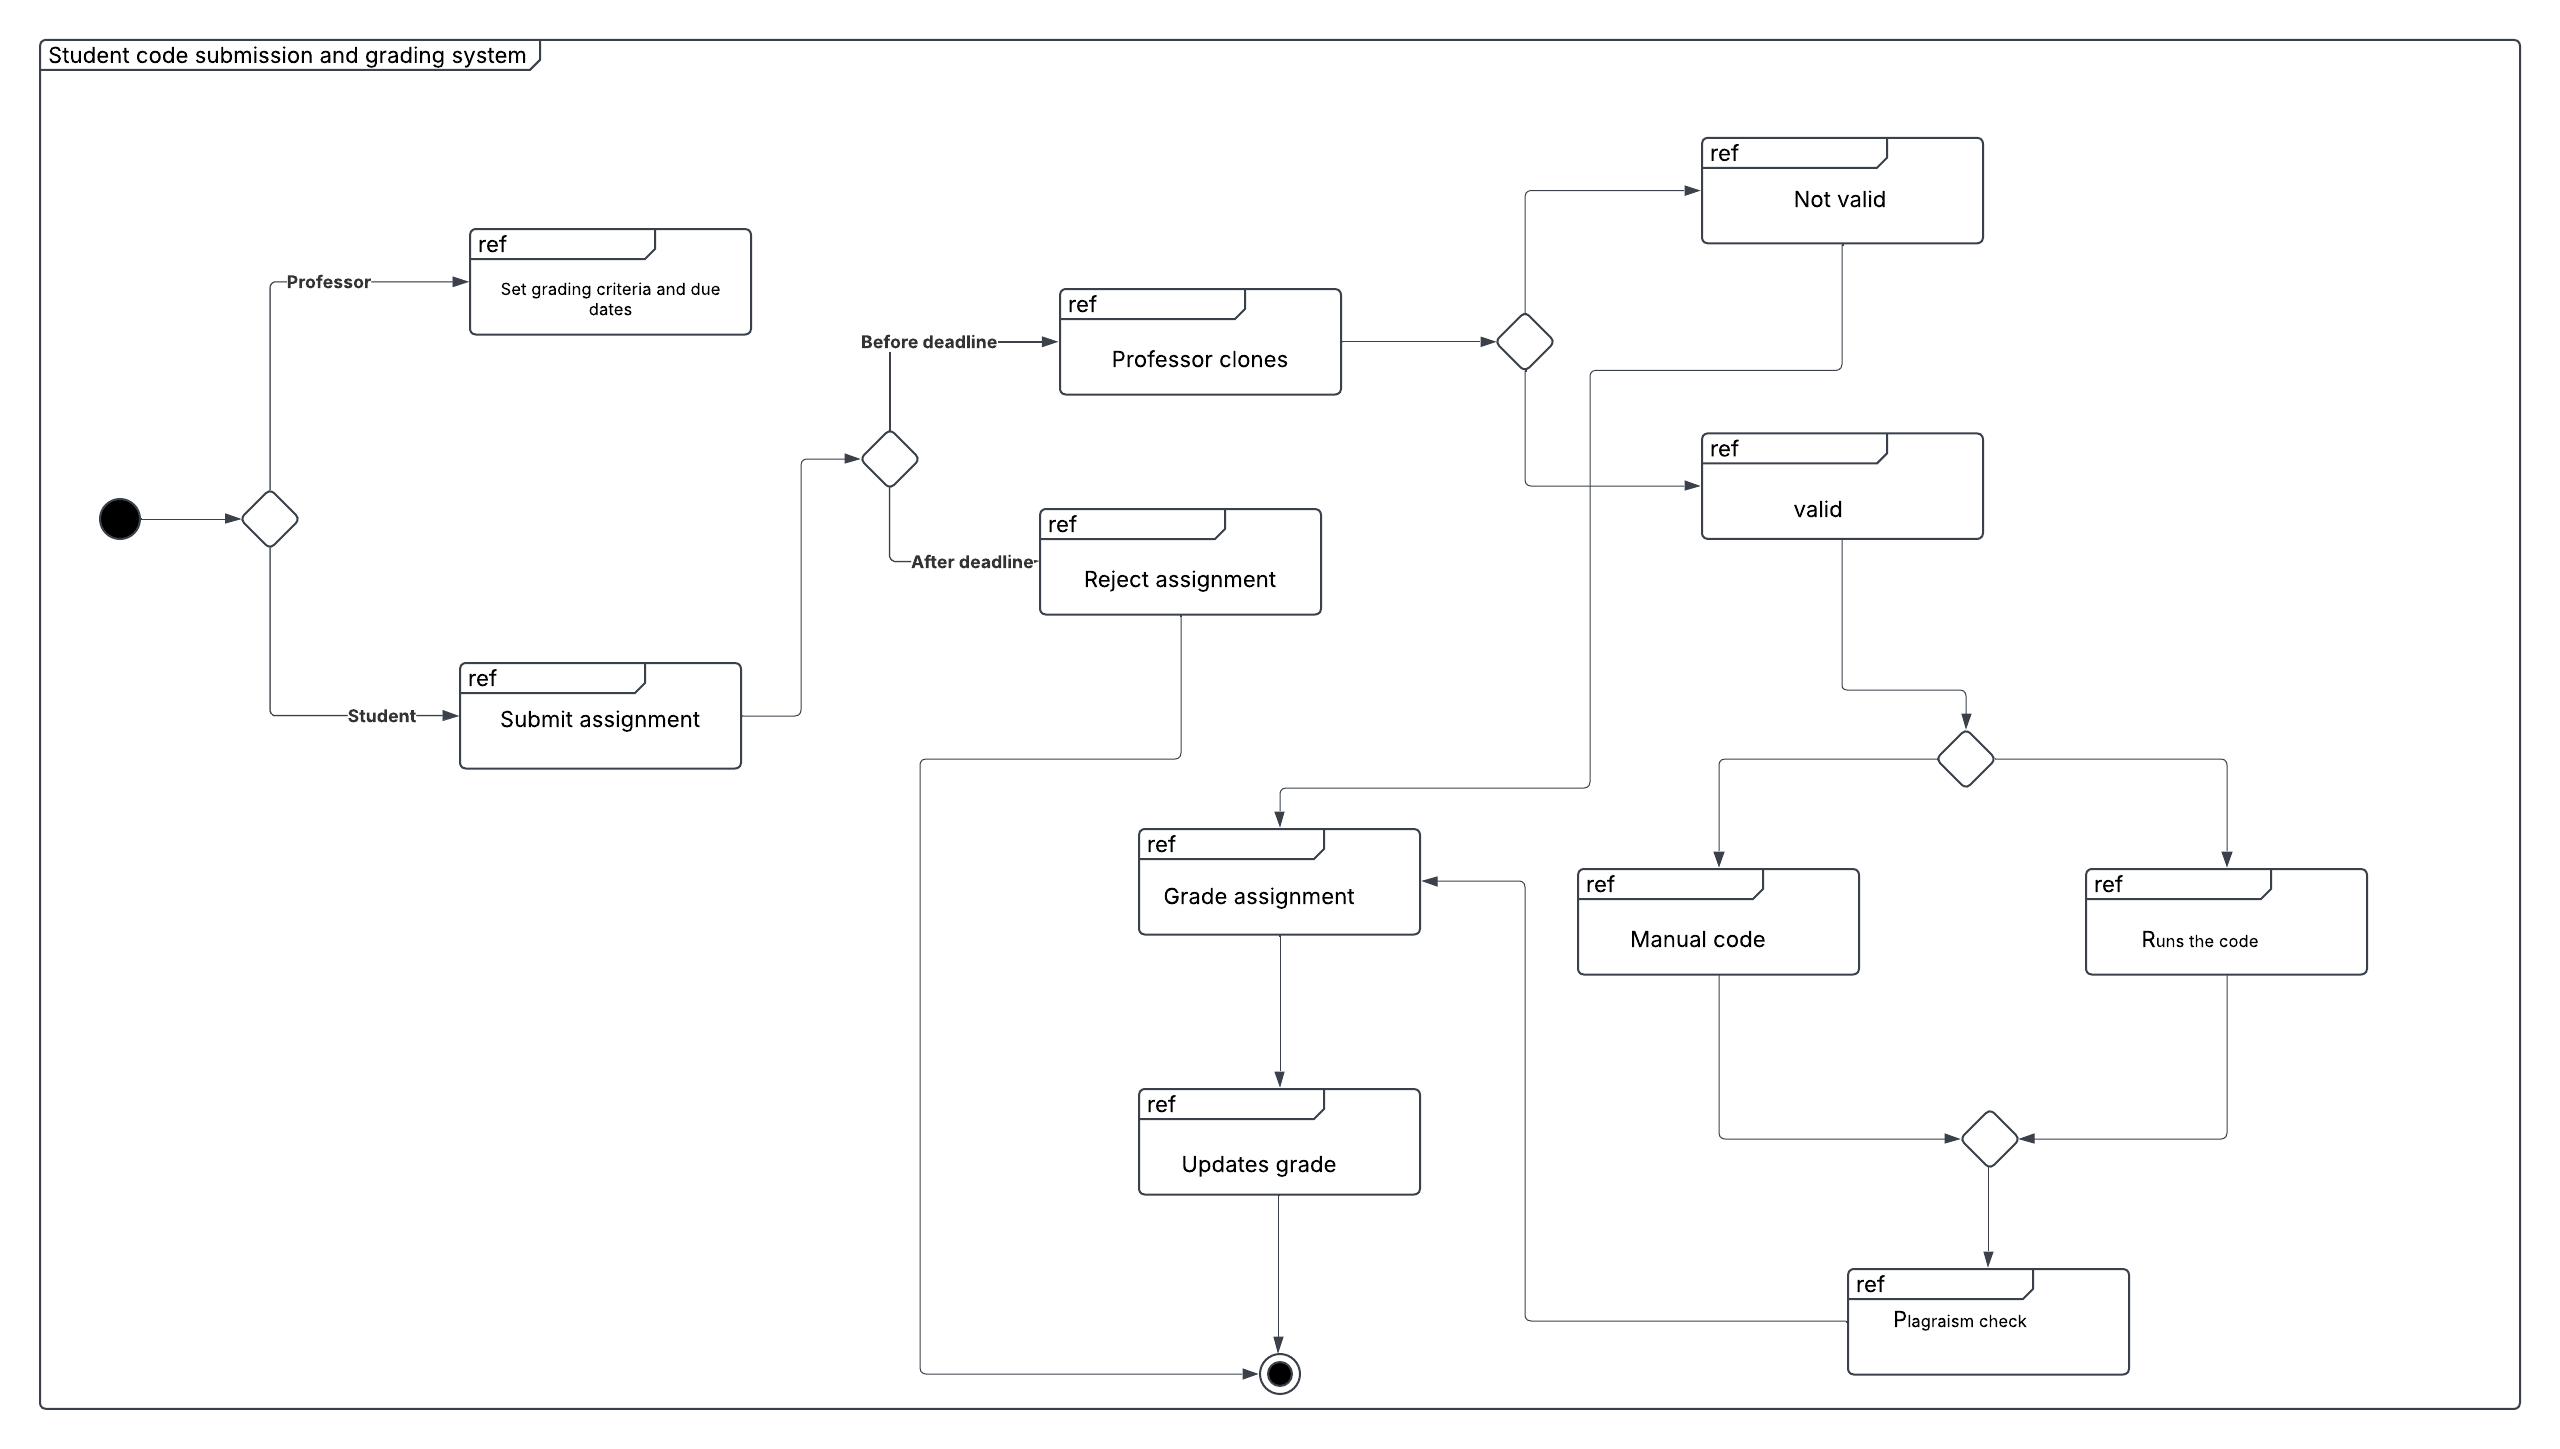 Student code submission and grading system
ref
Not valid
ref
Set grading criteria and due
dates
Professor
ref
Professor clones
Before deadline
ref
valid
ref
Reject assignment
After deadline
ref
Submit assignment
Student
ref
Grade assignment
ref
Manual code
ref
Runs the code
ref
Updates grade
ref
Plagraism check